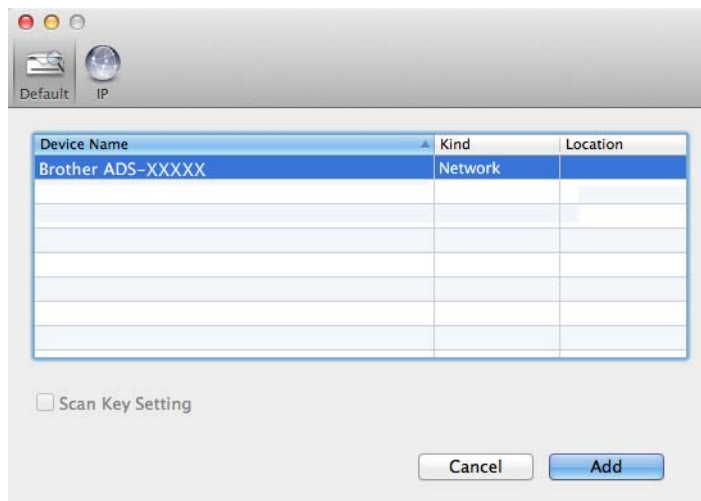 Default IP
Device Name Kind Location
Brother ADS-XXXXX Network
Scan Key Setting
Cancel Add